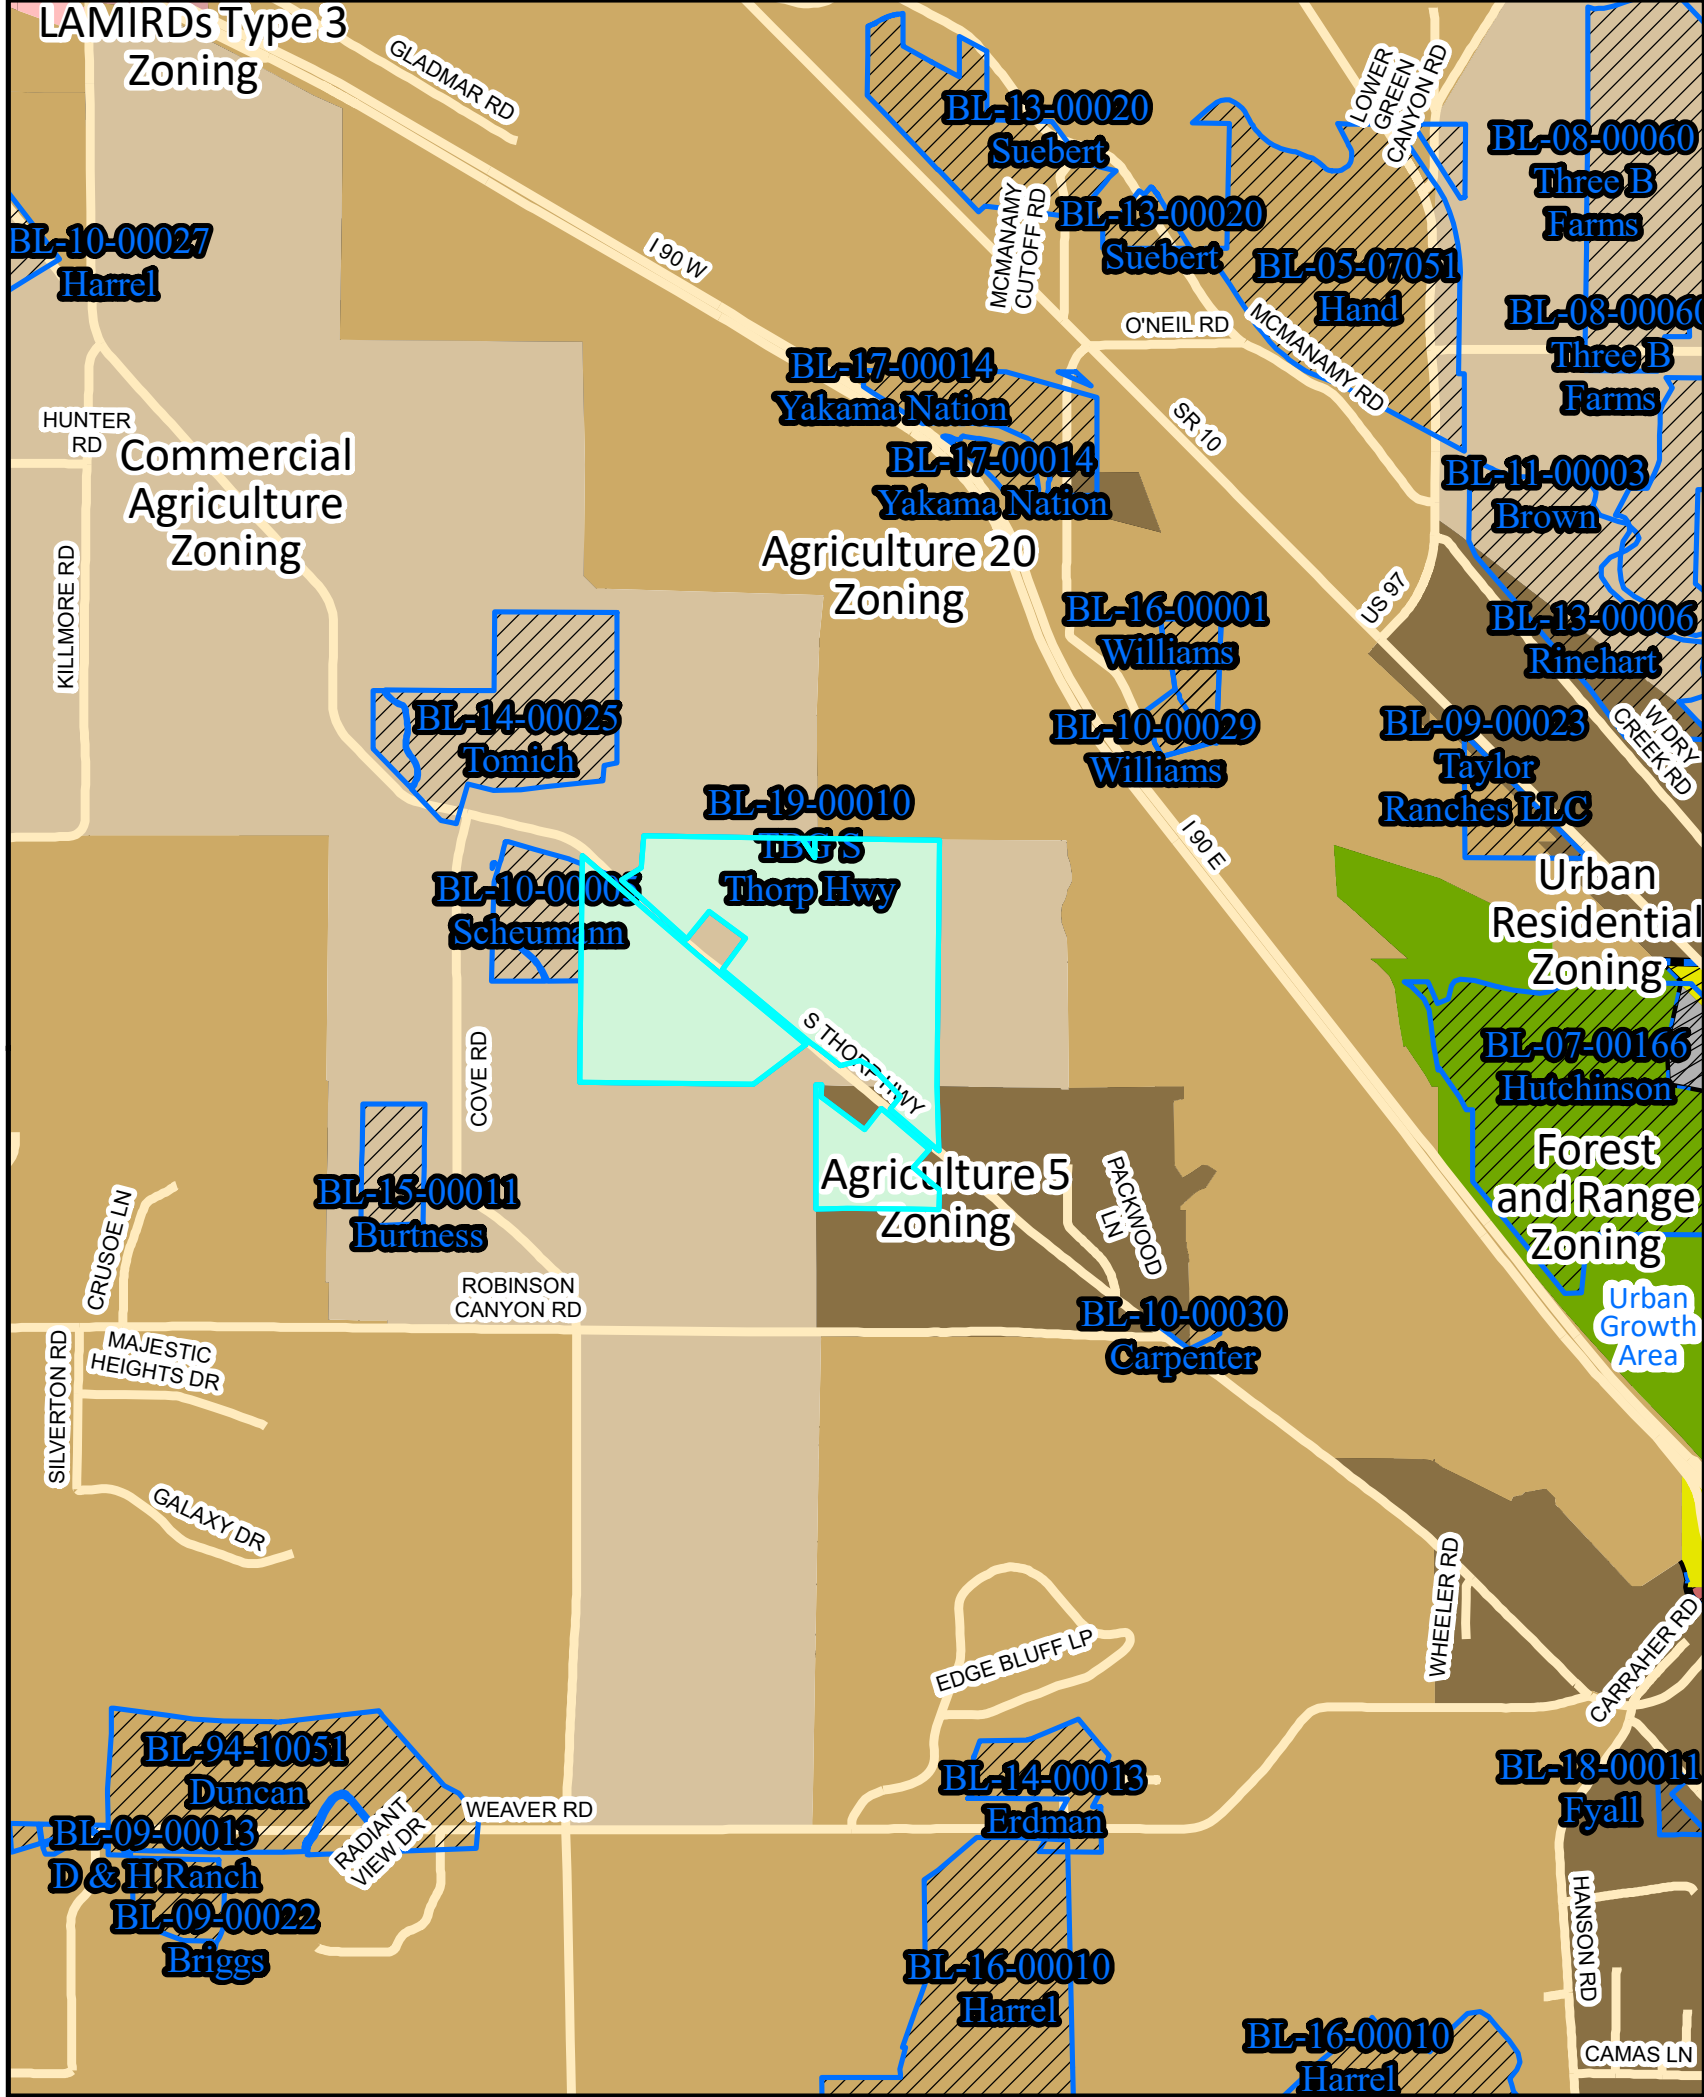 LAMIRDs Type 3
Zoning
GLADMAR RD
LOWER
GREEN
CANYON RD
BL-13-00020
Suebert
BL-08-00060
Three B
Farms
MCMANAMY
CUTOFF RD
BL-13-00020
Suebert
BL-10-00027
Harrel
I 90 W
BL-05-07051
Hand
BL-08-00060
Three B
Farms
O'NEIL RD
MCMANAMY RD
BL-17-00014
Yakama Nation
SR 10
HUNTER
RD
Commercial
Agriculture
Zoning
BL-17-00014
Yakama Nation
BL-11-00003
Brown
Agriculture 20
Zoning
KILLMORE RD
US 97
BL-16-00001
Williams
BL-13-00006
Rinehart
BL-14-00025
Tomich
BL-10-00029
Williams
BL-09-00023
Taylor
Ranches LLC
W DRY
CREEK RD
BL-19-00010
TBG S
Thorp Hwy
I 90 E
BL-10-00005
Scheumann
Urban
Residential
Zoning
S THORP HWY
COVE RD
BL-07-00166
Hutchinson
Agriculture 5
Zoning
Forest
and Range
Zoning
BL-15-00011
Burtness
PACKWOOD
LN
CRUSOE LN
ROBINSON
CANYON RD
BL-10-00030
Carpenter
Urban
Growth
Area
SILVERTON RD
MAJESTIC
HEIGHTS DR
GALAXY DR
WHEELER RD
EDGE BLUFF LP
CARRAHER RD
BL-94-10051
Duncan
BL-14-00013
Erdman
BL-18-00011
Fyall
WEAVER RD
BL-09-00013
D & H Ranch
RADIANT
VIEW DR
BL-09-00022
Briggs
HANSON RD
BL-16-00010
Harrel
BL-16-00010
Harrel
CAMAS LN